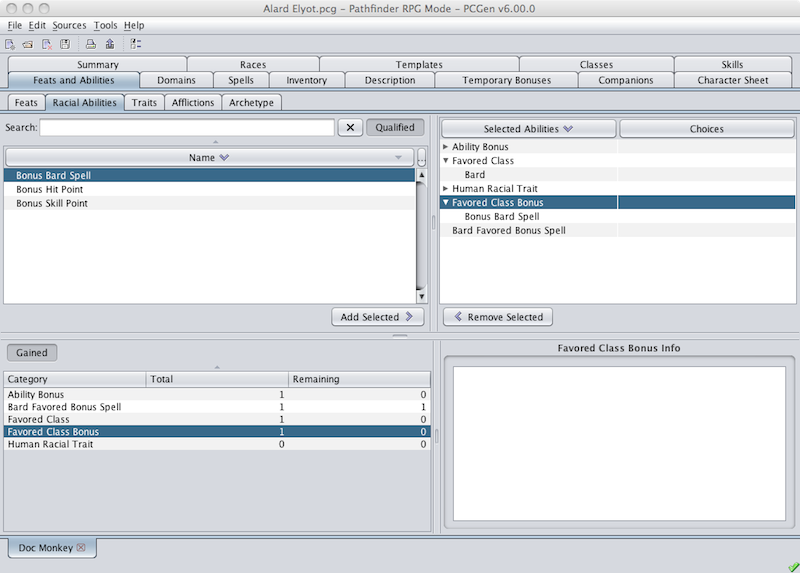 Alard Elyot.pcg - Pathfinder RPG Mode - PCGen v6.00.0
File Edit Sources Tools Help
Summary Races Templates Classes Skills
Feats and Abilities Domains Spells Inventory Description Temporary Bonuses Companions Character Sheet
Feats Racial Abilities Traits Afflictions Archetype
Search: Qualified
Name ...
Bonus Bard Spell
Bonus Hit Point
Bonus Skill Point
Add Selected
Selected Abilities Choices
Ability Bonus
Favored Class
Bard
Human Racial Trait
Favored Class Bonus
Bonus Bard Spell
Bard Favored Bonus Spell
Remove Selected
Gained
Category Total Remaining
Ability Bonus 1 0
Bard Favored Bonus Spell 1 1
Favored Class 1 0
Favored Class Bonus 1 0
Human Racial Trait 0 0
Favored Class Bonus Info
Doc Monkey